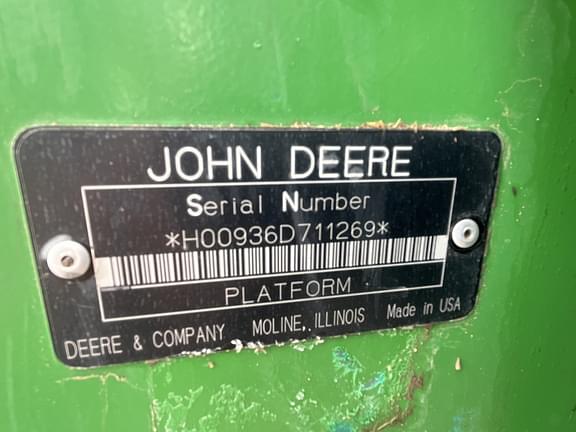 JOHN DEERE
Serial Number
*H00936D711269*
PLATFORM
DEERE & COMPANY MOLINE, ILLINOIS Made in USA